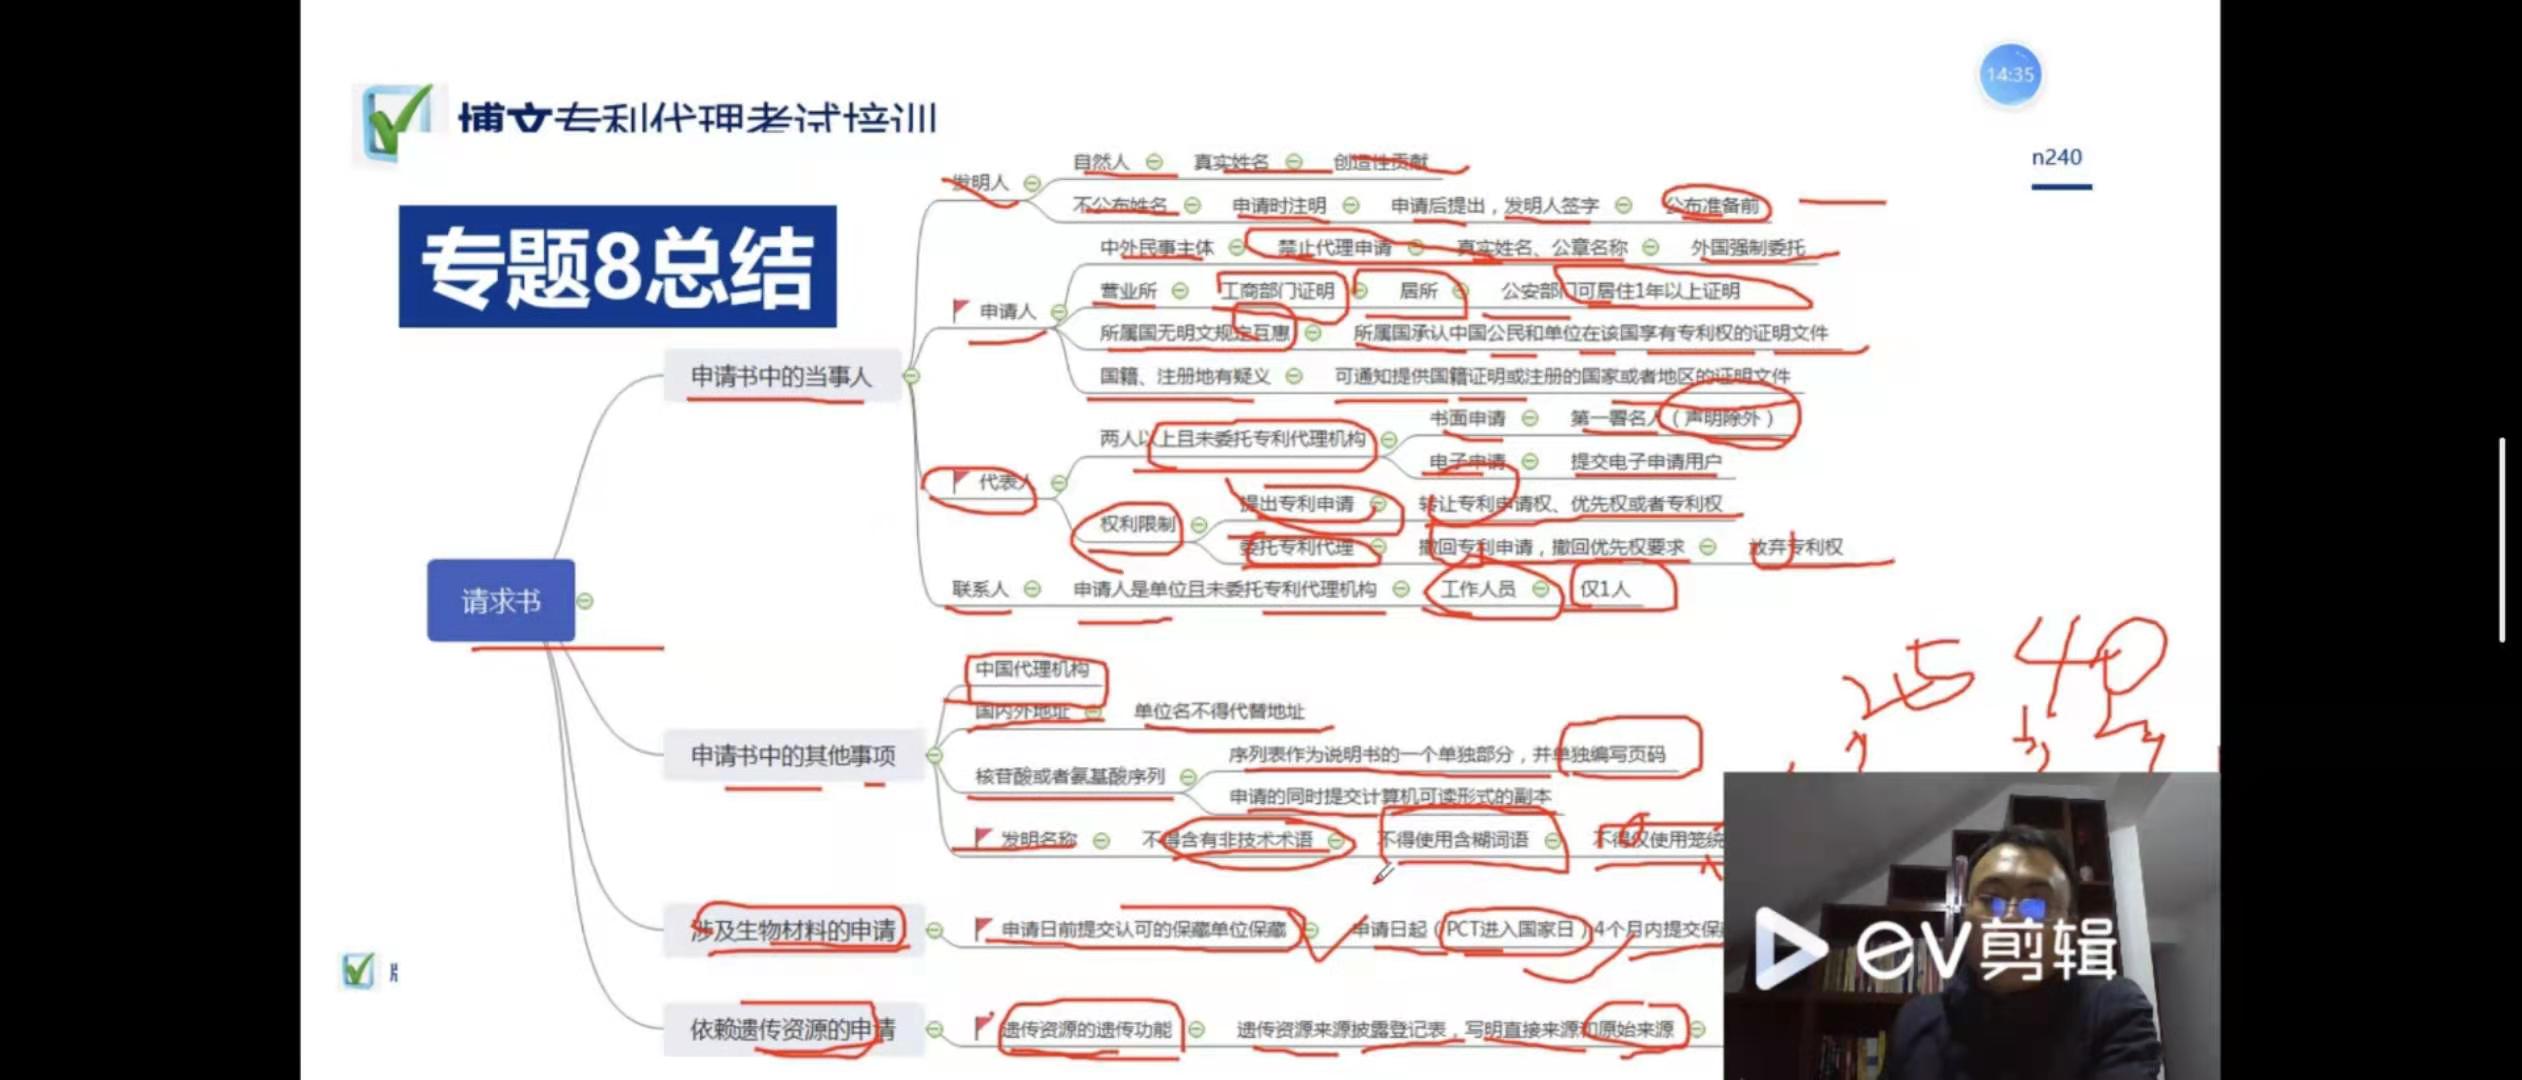 14:35
博文专利代理考试培训
n240
专题8总结
请求书
申请书中的当事人
发明人 自然人 真实姓名 创造性贡献
不公布姓名 申请时注明 申请后提出，发明人签字 公布准备前
申请人 中外民事主体 禁止代理申请 真实姓名、公章名称 外国强制委托
营业所 工商部门证明 居所 公安部门可居住1年以上证明
所属国无明文规定互惠 所属国承认中国公民和单位在该国享有专利权的证明文件
国籍、注册地有疑义 可通知提供国籍证明或注册的国家或者地区的证明文件
代表人 两人以上且未委托专利代理机构 书面申请 第一署名人（声明除外）
电子申请 提交电子申请用户
权利限制 提出专利申请 转让专利申请权、优先权或者专利权
委托专利代理 撤回专利申请，撤回优先权要求 放弃专利权
联系人 申请人是单位且未委托专利代理机构 工作人员 仅1人
申请书中的其他事项
中国代理机构
国内外地址 单位名不得代替地址
核苷酸或者氨基酸序列 序列表作为说明书的一个单独部分，并单独编写页码
申请的同时提交计算机可读形式的副本
发明名称 不得含有非技术术语 不得使用含糊词语 不得仅使用笼统
25 40
涉及生物材料的申请 申请日前提交认可的保藏单位保藏 申请日起（PCT进入国家日）4个月内提交保
依赖遗传资源的申请 遗传资源的遗传功能 遗传资源来源披露登记表，写明直接来源和原始来源
EV剪辑